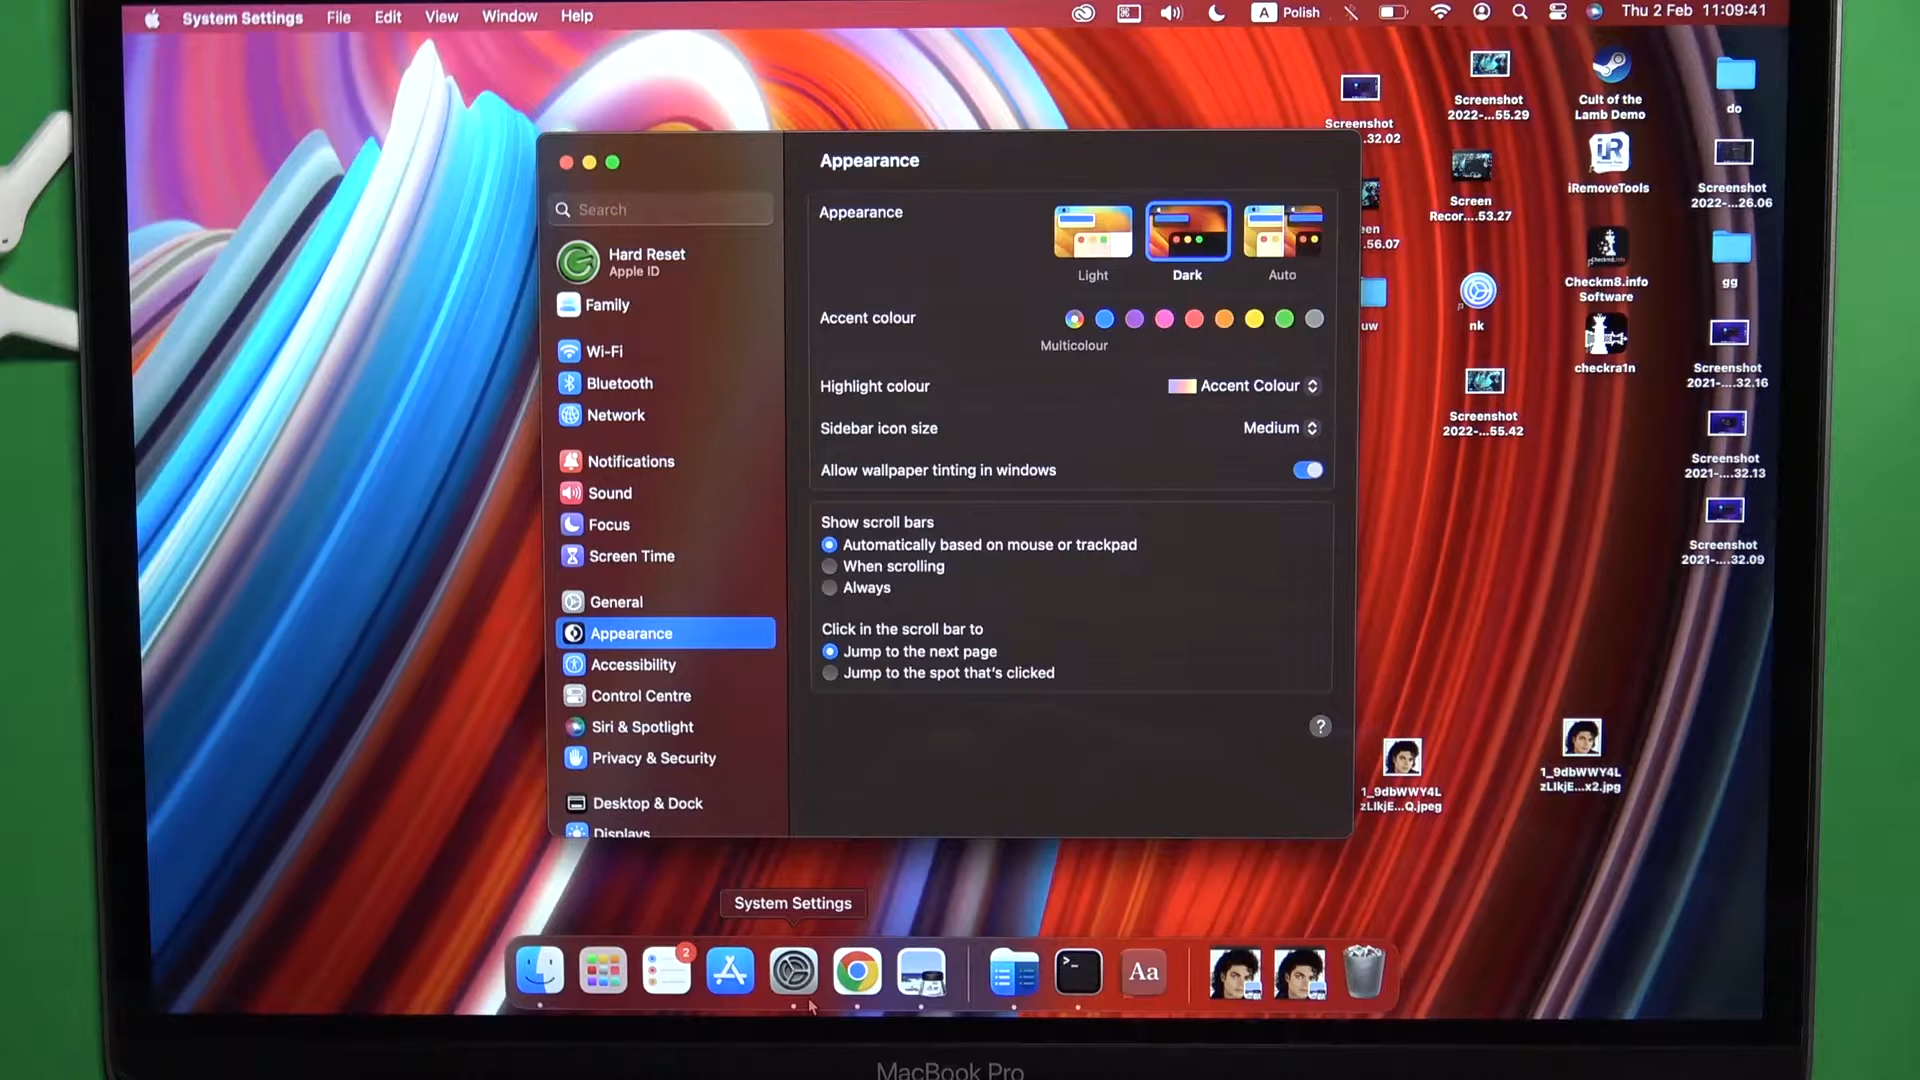 System Settings File Edit View Window Help
A Polish Thu 2 Feb 11:09:41
Search
Hard Reset
Apple ID
Family
Wi-Fi
Bluetooth
Network
Notifications
Sound
Focus
Screen Time
General
Appearance
Accessibility
Control Centre
Siri & Spotlight
Privacy & Security
Desktop & Dock
Displays
Appearance
Appearance
Light Dark Auto
Accent colour
Multicolour
Highlight colour Accent Colour
Sidebar icon size Medium
Allow wallpaper tinting in windows
Show scroll bars
Automatically based on mouse or trackpad
When scrolling
Always
Click in the scroll bar to
Jump to the next page
Jump to the spot that's clicked
?
Screenshot
....32.02
Screenshot
2022-...55.29
Cult of the
Lamb Demo
do
een
.56.07
Screen
Recor....53.27
iR
iRemoveTools
Screenshot
2022-...26.06
uw
nk
Checkm8.info
Software
gg
Screenshot
2022-...55.42
checkra1n
Screenshot
2021-....32.16
Screenshot
2021-....32.13
Screenshot
2021-....32.09
1_9dbWWY4L
zLIkjE...Q.jpeg
1_9dbWWY4L
zLIkjE...x2.jpg
System Settings
2
>_
Aa
MacBook Pro